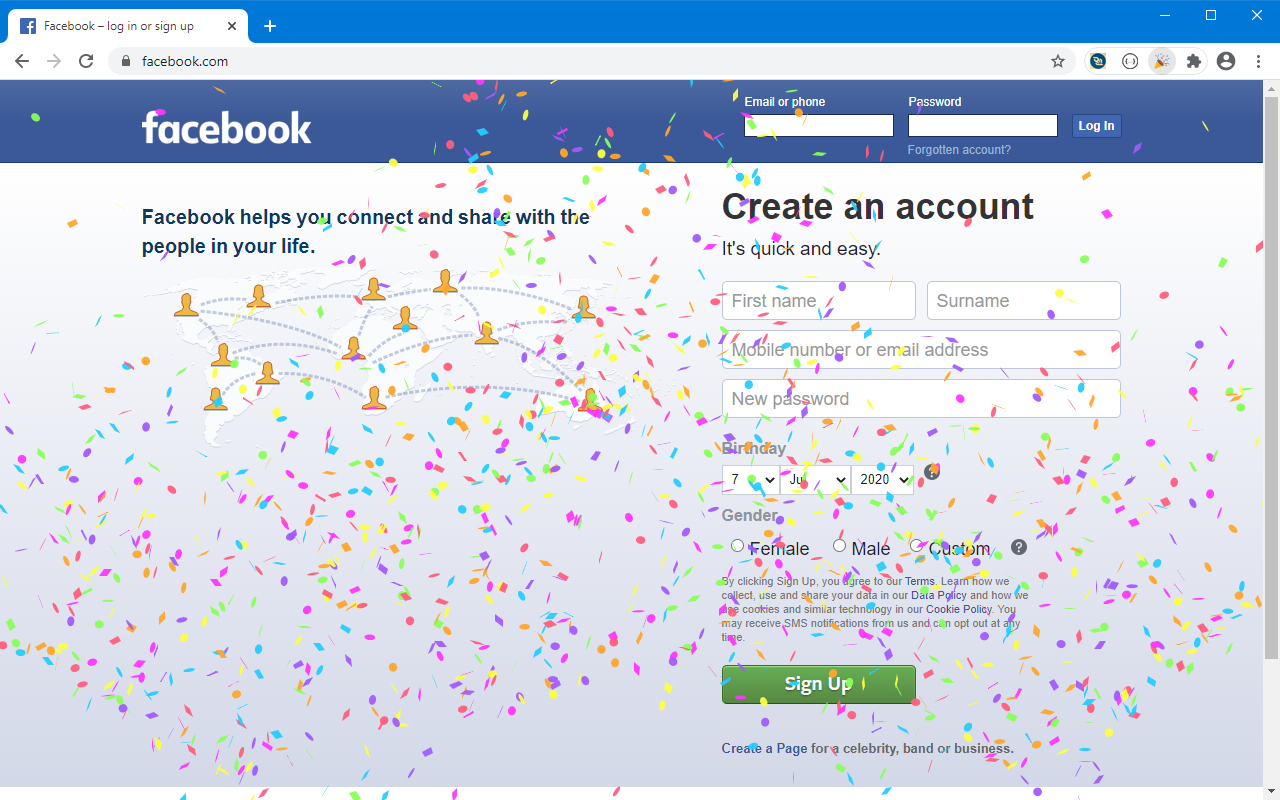 Facebook – log in or sign up
facebook.com
Email or phone
Password
facebook
Log In
Forgotten account?
Facebook helps you connect and share with the
people in your life.
Create an account
It's quick and easy.
First name
Surname
Mobile number or email address
New password
Birthday
7
Jul
2020
?
Gender
Female
Male
Custom
?
By clicking Sign Up, you agree to our Terms. Learn how we
collect, use and share your data in our Data Policy and how we
use cookies and similar technology in our Cookie Policy. You
may receive SMS notifications from us and can opt out at any
time.
Sign Up
Create a Page for a celebrity, band or business.